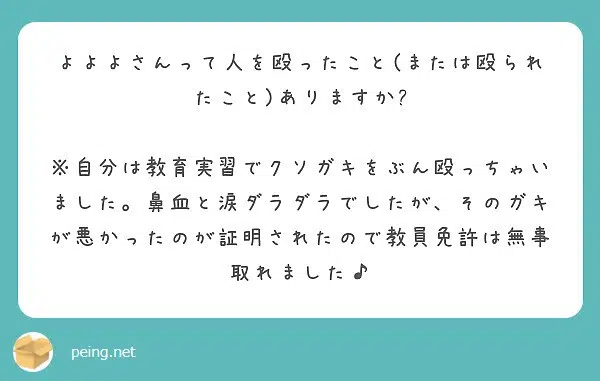 よよよさんって人を殴ったこと(または殴られ
たこと)ありますか?
※自分は教育実習でクソガキをぶん殴っちゃい
ました。鼻血と涙ダラダラでしたが、そのガキ
が悪かったのが証明されたので教員免許は無事
取れました♪
peing.net